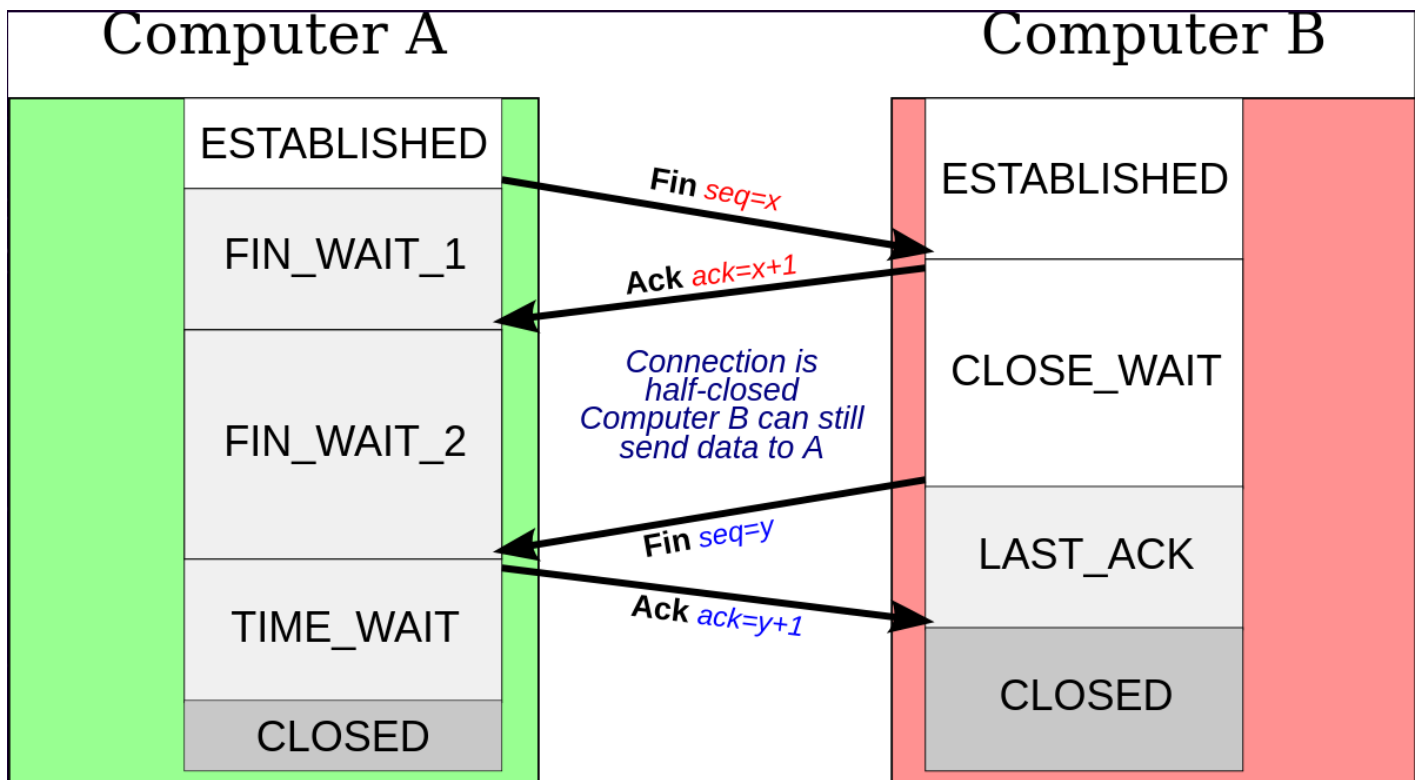 Computer A
Computer B
ESTABLISHED
ESTABLISHED
Fin seq=x
FIN_WAIT_1
Ack ack=x+1
Connection is
half-closed
Computer B can still
send data to A
CLOSE_WAIT
FIN_WAIT_2
Fin seq=y
LAST_ACK
Ack ack=y+1
TIME_WAIT
CLOSED
CLOSED